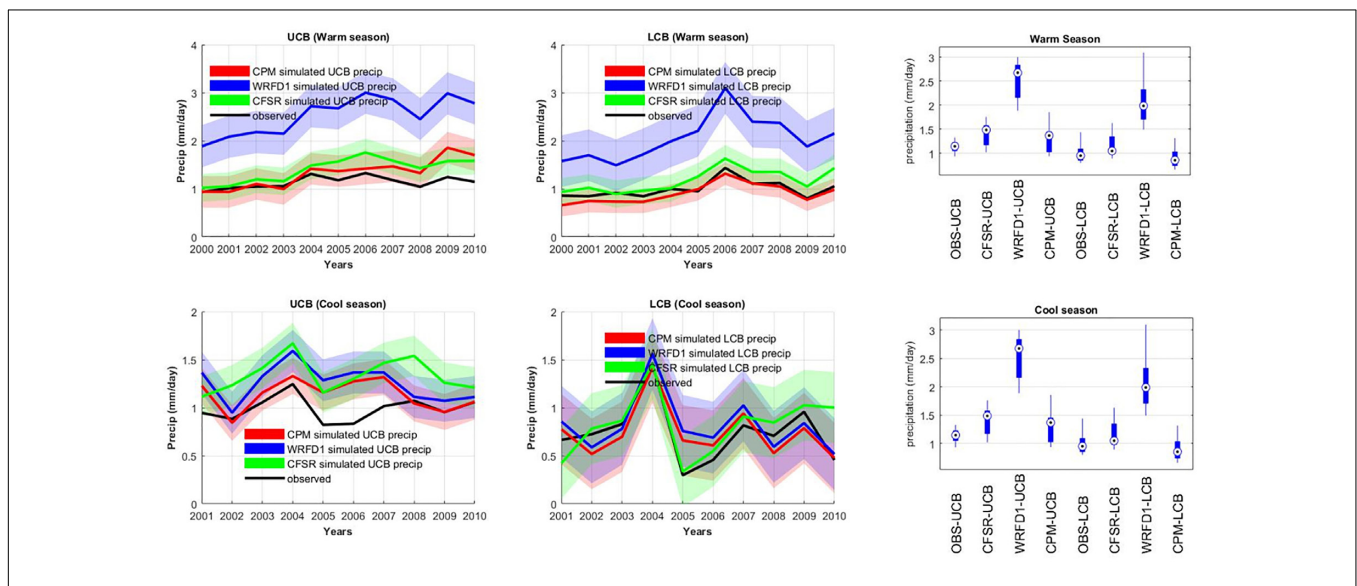 UCB (Warm season)
4
3
2
1
0
Precip (mm/day)
CPM simulated UCB precip
WRFD1 simulated UCB precip
CFSR simulated UCB precip
observed
2000 2001 2002 2003 2004 2005 2006 2007 2008 2009 2010
Years
LCB (Warm season)
4
3
2
1
0
Precip (mm/day)
CPM simulated LCB precip
WRFD1 simulated LCB precip
CFSR simulated LCB precip
observed
2000 2001 2002 2003 2004 2005 2006 2007 2008 2009 2010
Years
Warm Season
3
2.5
2
1.5
1
precipitation (mm/day)
OBS-UCB
CFSR-UCB
WRFD1-UCB
CPM-UCB
OBS-LCB
CFSR-LCB
WRFD1-LCB
CPM-LCB
UCB (Cool season)
2
1.5
1
0.5
0
Precip (mm/day)
CPM simulated UCB precip
WRFD1 simulated UCB precip
CFSR simulated UCB precip
observed
2001 2002 2003 2004 2005 2006 2007 2008 2009 2010
Years
LCB (Cool season)
2
1.5
1
0.5
0
Precip (mm/day)
CPM simulated LCB precip
WRFD1 simulated LCB precip
CFSR simulated LCB precip
observed
2001 2002 2003 2004 2005 2006 2007 2008 2009 2010
Years
Cool season
3
2.5
2
1.5
1
precipitation (mm/day)
OBS-UCB
CFSR-UCB
WRFD1-UCB
CPM-UCB
OBS-LCB
CFSR-LCB
WRFD1-LCB
CPM-LCB